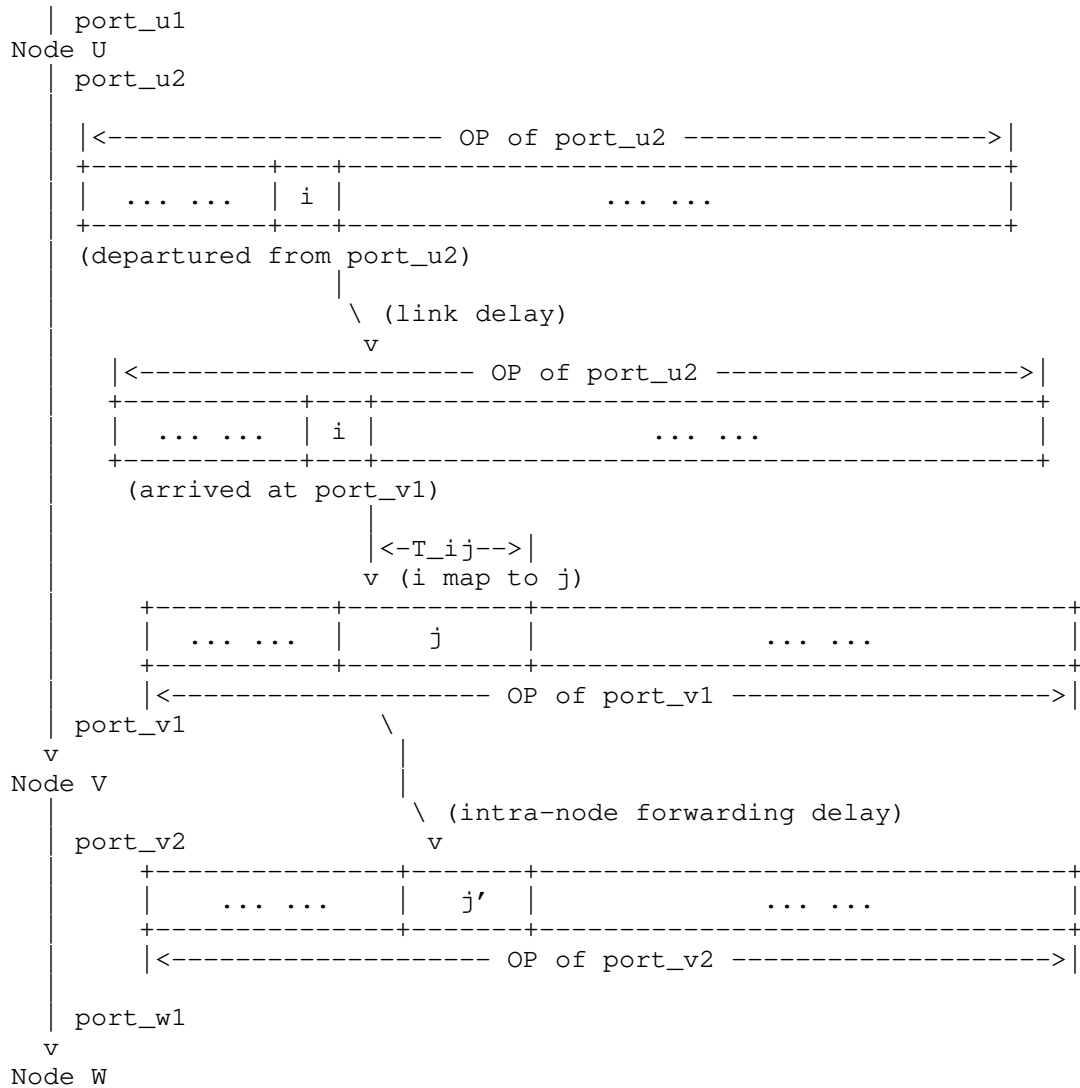 | port_u1
Node U
| port_u2
|<--------------------- OP of port_u2 ------------------->|
| ... ... | i | ... ... |
(departured from port_u2)
\ (link delay)
v
|<--------------------- OP of port_u2 ------------------->|
| ... ... | i | ... ... |
(arrived at port_v1)
|<-T_ij-->|
v (i map to j)
| ... ... | j | ... ... |
|<-------------------- OP of port_v1 -------------------->|
| port_v1 \
v
Node V
\ (intra-node forwarding delay)
| port_v2 v
| ... ... | j' | ... ... |
|<-------------------- OP of port_v2 -------------------->|
| port_w1
v
Node W